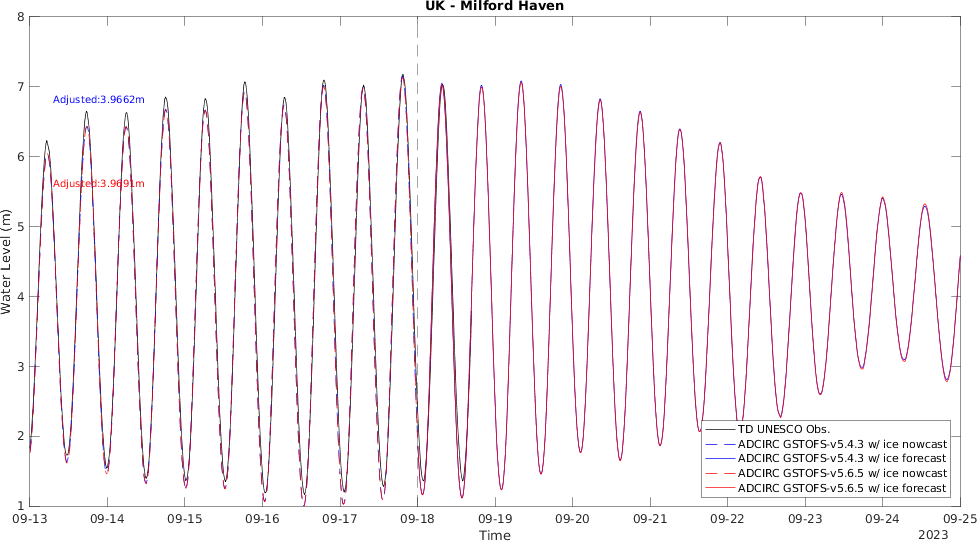 UK - Milford Haven
8
7
6
5
4
3
2
1
Water Level (m)
Adjusted:3.9662m
Adjusted:3.9691m
TD UNESCO Obs.
ADCIRC GSTOFS-v5.4.3 w/ ice nowcast
ADCIRC GSTOFS-v5.4.3 w/ ice forecast
ADCIRC GSTOFS-v5.6.5 w/ ice nowcast
ADCIRC GSTOFS-v5.6.5 w/ ice forecast
09-13 09-14 09-15 09-16 09-17 09-18 09-19 09-20 09-21 09-22 09-23 09-24 09-25
Time
2023